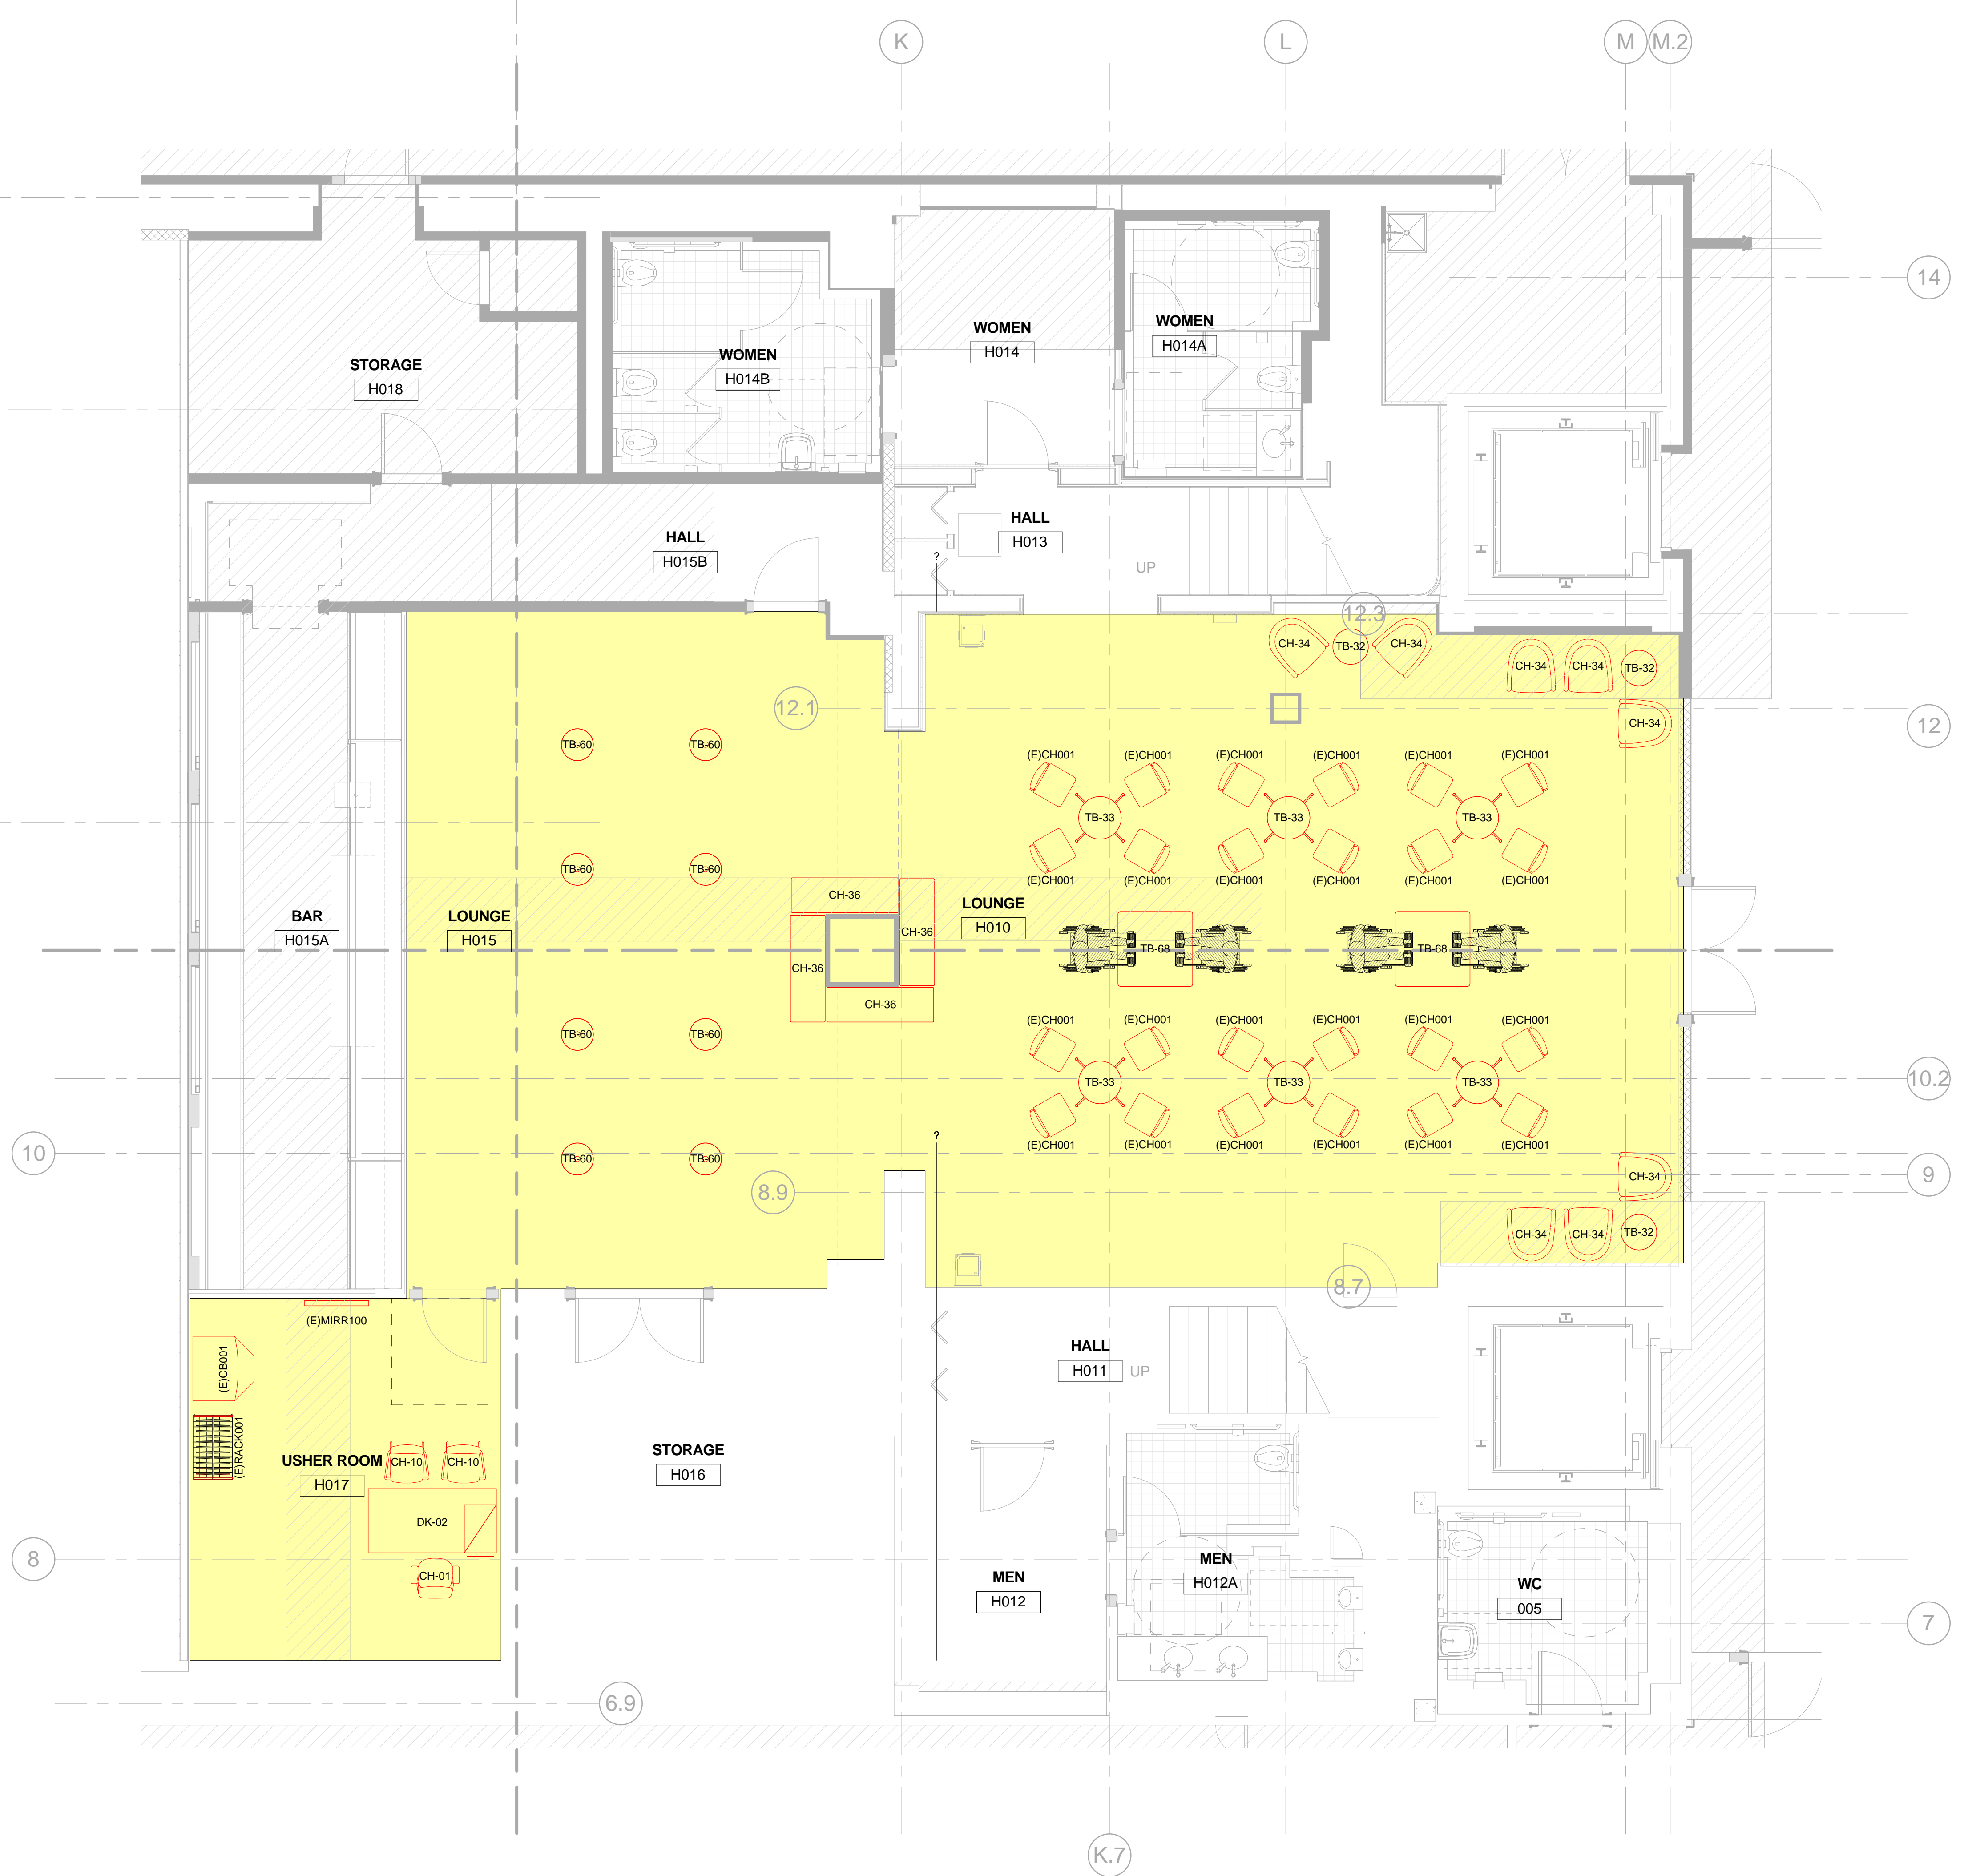 K
L
M
M.2
14
WOMEN
H014A
WOMEN
H014
WOMEN
H014B
STORAGE
H018
HALL
H013
HALL
H015B
?
UP
12.3
CH-34
TB-32
CH-34
CH-34
CH-34
TB-32
12.1
CH-34
12
TB-60
TB-60
(E)CH001
(E)CH001
(E)CH001
(E)CH001
(E)CH001
(E)CH001
TB-33
TB-33
TB-33
TB-60
TB-60
(E)CH001
(E)CH001
(E)CH001
(E)CH001
(E)CH001
(E)CH001
CH-36
BAR
H015A
LOUNGE
H015
LOUNGE
H010
CH-36
TB-68
TB-68
CH-36
CH-36
TB-60
TB-60
(E)CH001
(E)CH001
(E)CH001
(E)CH001
(E)CH001
(E)CH001
TB-33
TB-33
TB-33
10.2
?
(E)CH001
(E)CH001
(E)CH001
(E)CH001
(E)CH001
(E)CH001
10
TB-60
TB-60
8.9
CH-34
9
CH-34
CH-34
TB-32
8.7
(E)MIRR100
(E)CB001
HALL
H011
UP
(E)RACK001
USHER ROOM
H017
CH-10
CH-10
STORAGE
H016
DK-02
8
CH-01
MEN
H012
MEN
H012A
WC
005
7
6.9
K.7